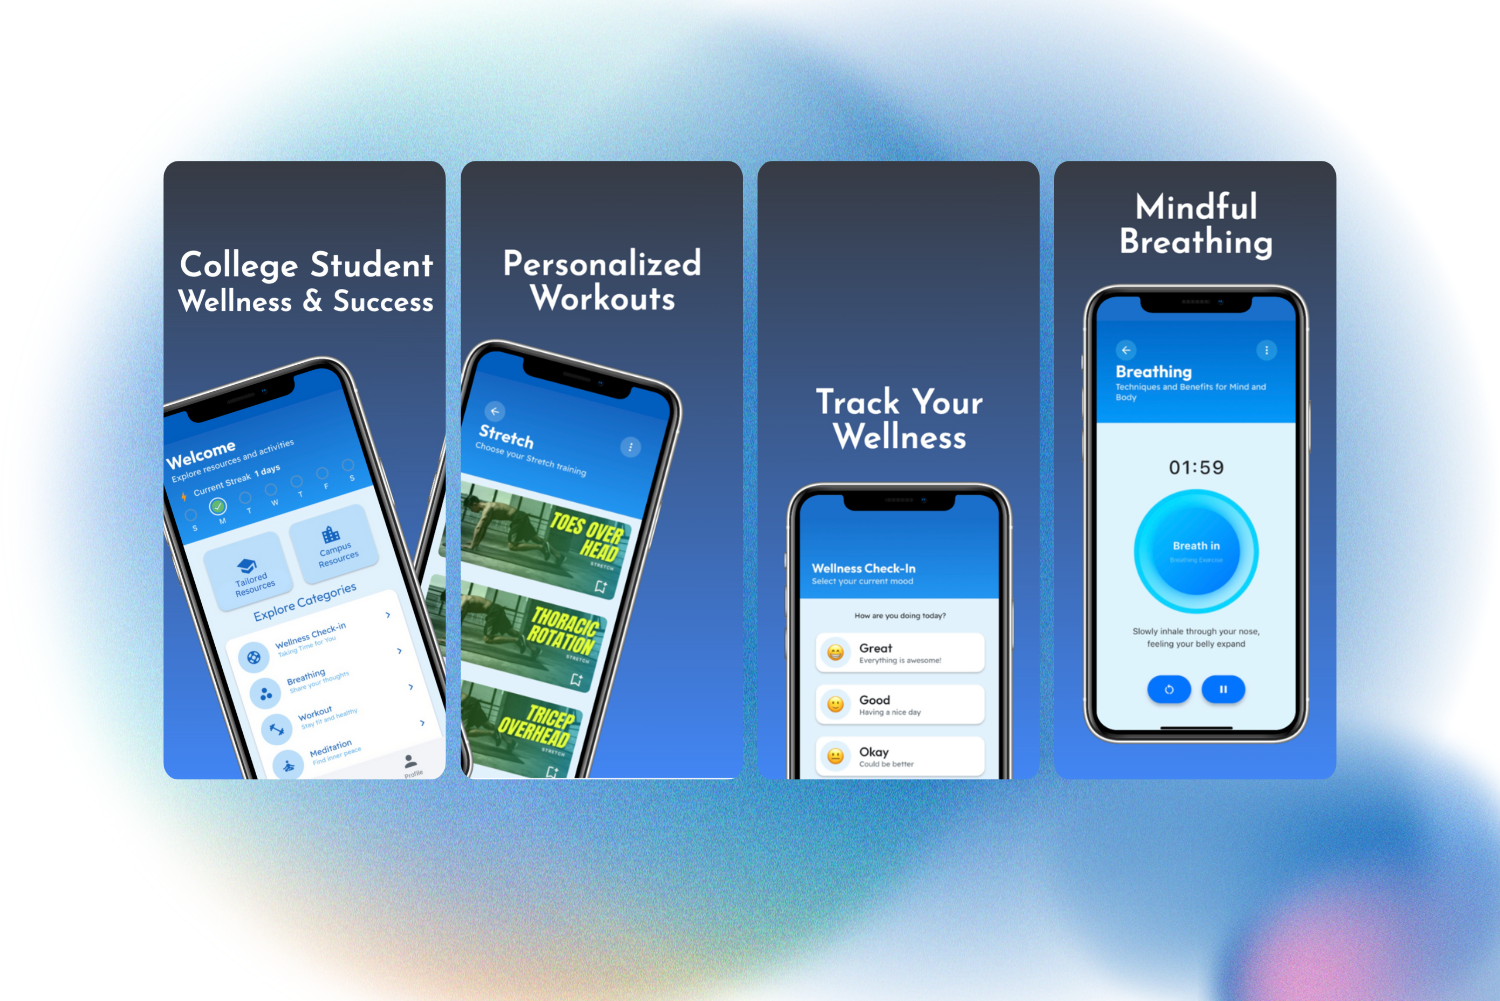 College Student
Wellness & Success
Welcome
Explore resources and activities
Current Streak 1 days
S M T W T F S
Tailored
Resources
Campus
Resources
Explore Categories
Wellness Check-in
Taking Time for You
Breathing
Share your thoughts
Workout
Stay fit and healthy
Meditation
Find inner peace
Profile
Personalized
Workouts
Stretch
Choose your Stretch training
TOES OVER
HEAD
STRETCH
THORACIC
ROTATION
STRETCH
TRICEP
OVERHEAD
STRETCH
Track Your
Wellness
Wellness Check-In
Select your current mood
How are you doing today?
Great
Everything is awesome!
Good
Having a nice day
Okay
Could be better
Mindful
Breathing
Breathing
Techniques and Benefits for Mind and
Body
01:59
Breath in
Breathing Exercise
Slowly inhale through your nose,
feeling your belly expand